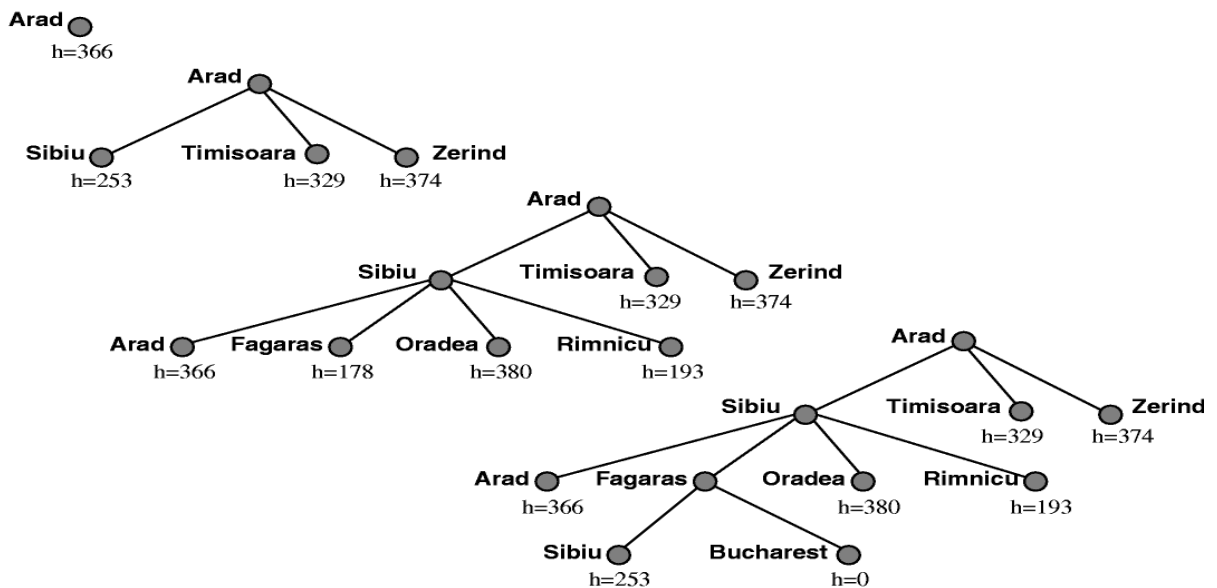 Arad
h=366
Arad
Sibiu Timisoara Zerind
h=253 h=329 h=374
Arad
Sibiu Timisoara Zerind
h=329 h=374
Arad Fagaras Oradea Rimnicu
h=366 h=178 h=380 h=193
Arad
Sibiu Timisoara Zerind
h=329 h=374
Arad Fagaras Oradea Rimnicu
h=366 h=380 h=193
Sibiu Bucharest
h=253 h=0